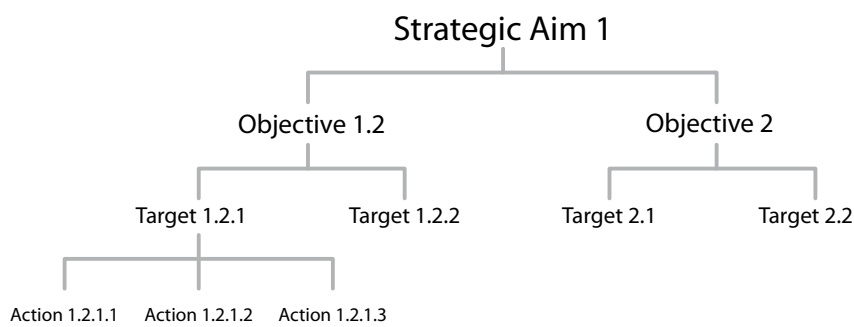 Strategic Aim 1
Objective 1.2
Objective 2
Target 1.2.1
Target 1.2.2
Target 2.1
Target 2.2
Action 1.2.1.1
Action 1.2.1.2
Action 1.2.1.3